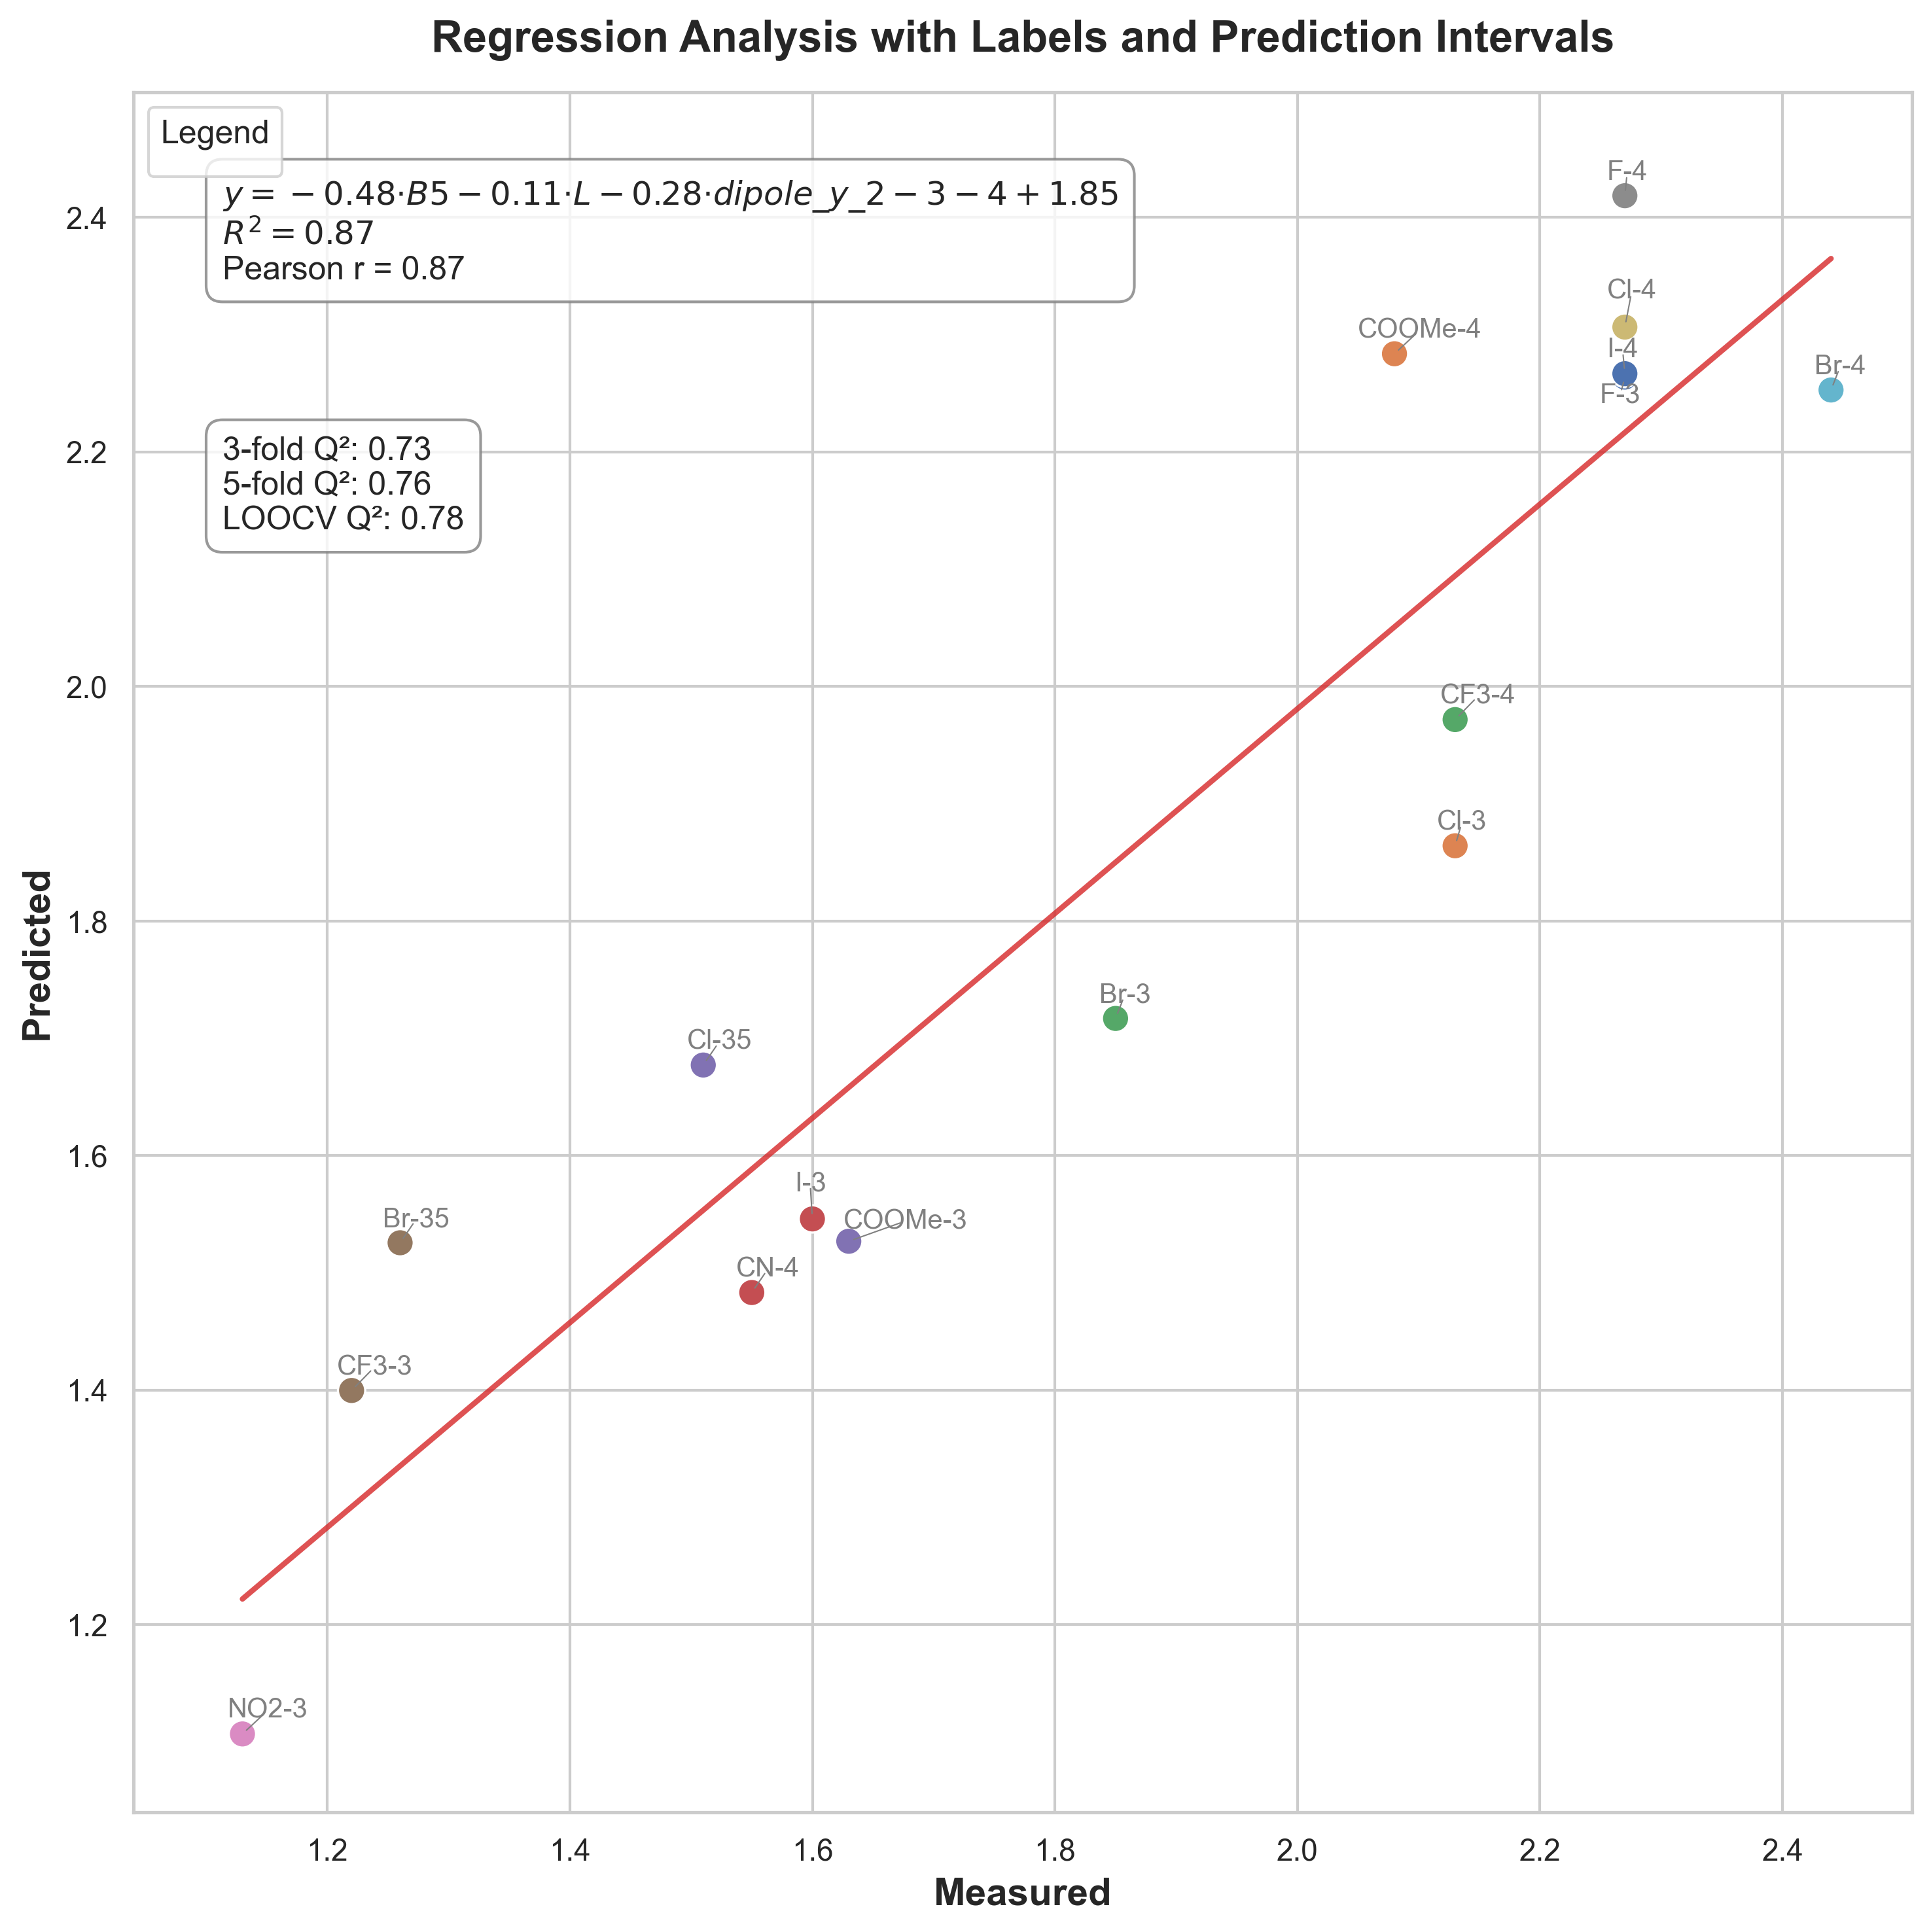 Regression Analysis with Labels and Prediction Intervals
Legend
y = −0.48·B5 − 0.11·L − 0.28·dipole_y_2 − 3 − 4 + 1.85
R² = 0.87
Pearson r = 0.87
3-fold Q²: 0.73
5-fold Q²: 0.76
LOOCV Q²: 0.78
F-4
Cl-4
COOMe-4
I-4
Br-4
F-3
CF3-4
Cl-3
Br-3
Cl-35
I-3
COOMe-3
Br-35
CN-4
CF3-3
NO2-3
2.4
2.2
2.0
1.8
1.6
1.4
1.2
Predicted
1.2
1.4
1.6
1.8
2.0
2.2
2.4
Measured